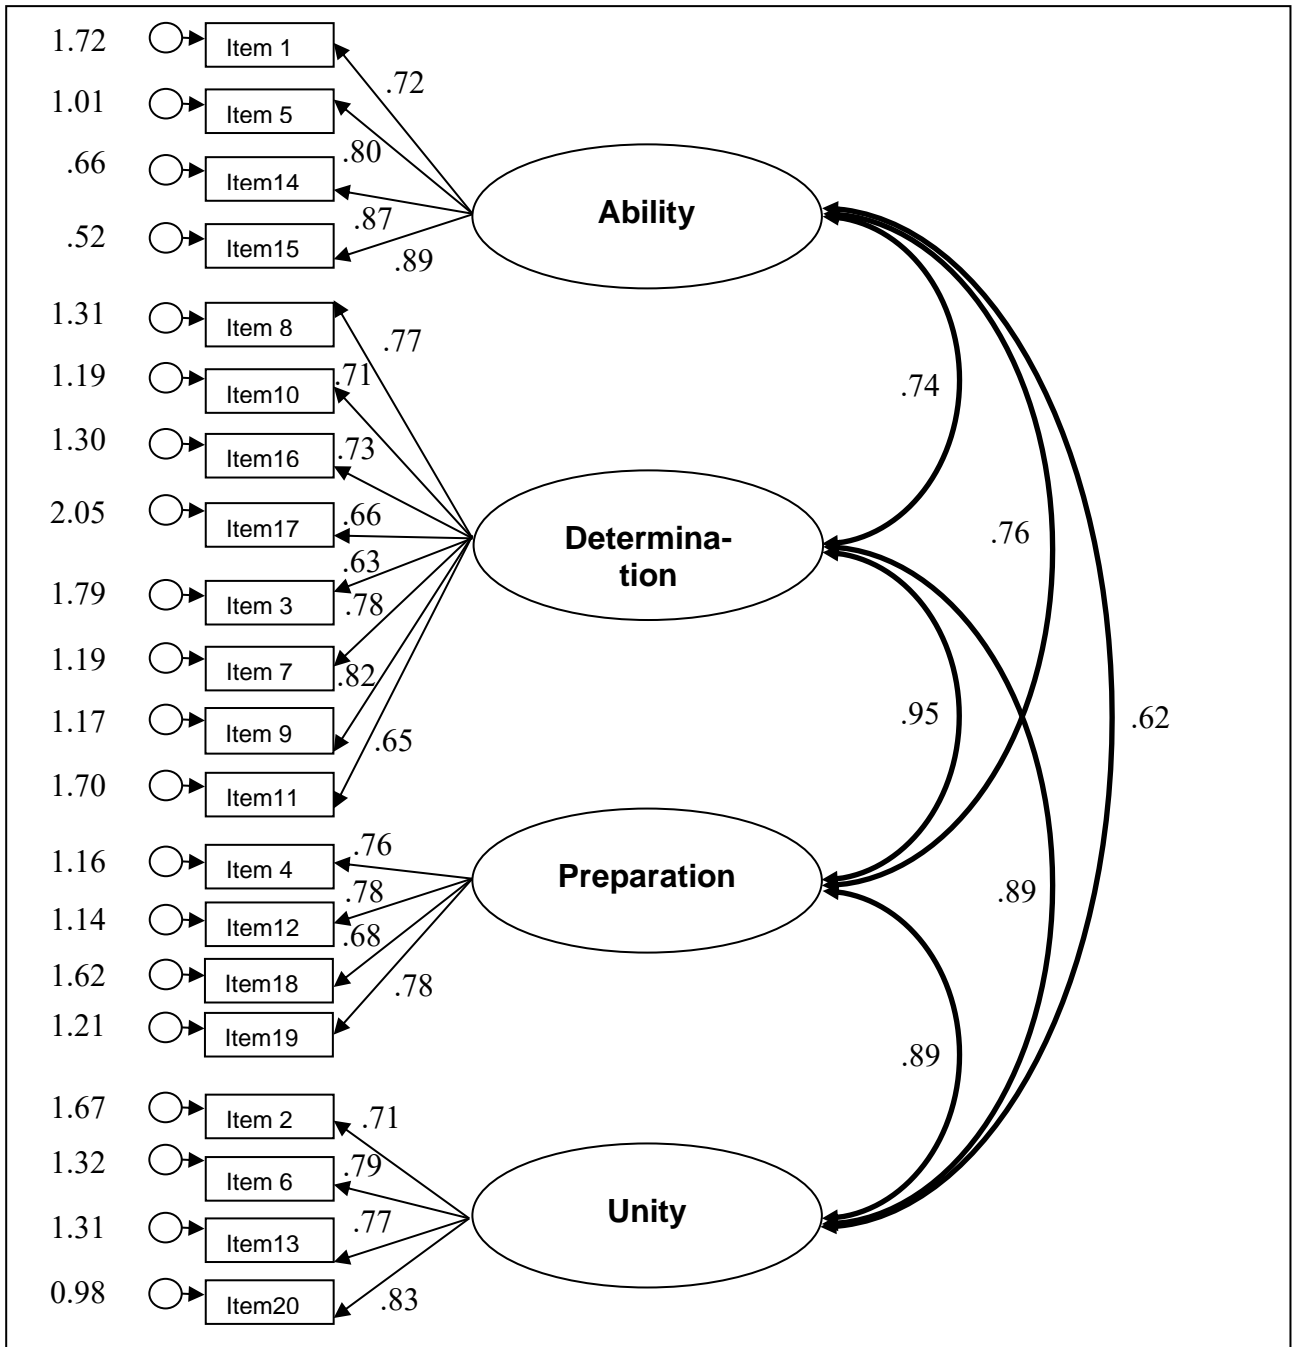 1.72 Item 1
.72
1.01 Item 5
.80
.66 Item14
.87
.52 Item15
.89
Ability
1.31 Item 8
.77
1.19 Item10
.71
1.30 Item16
.73
2.05 Item17
.66
.63
1.79 Item 3
.78
1.19 Item 7
.82
1.17 Item 9
.65
1.70 Item11
Determina-
tion
.74
.76
.95
.62
1.16 Item 4
.76
.78
1.14 Item12
.68
1.62 Item18
.78
1.21 Item19
Preparation
.89
.89
1.67 Item 2
.71
1.32 Item 6
.79
1.31 Item13
.77
0.98 Item20
.83
Unity